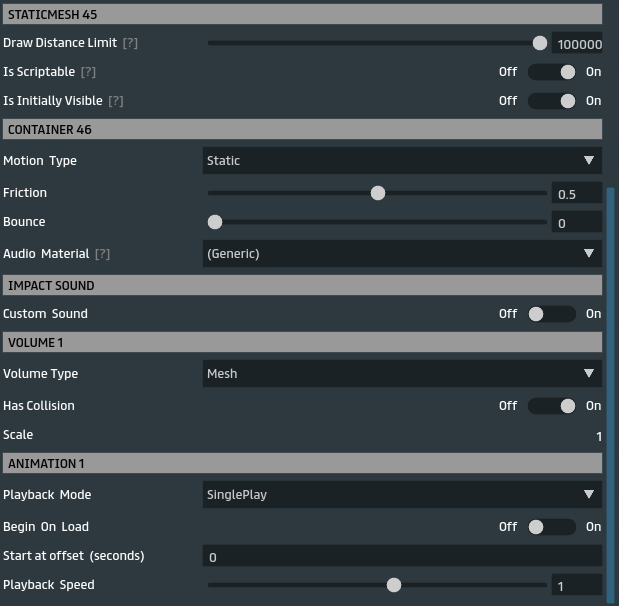 STATICMESH 45
Draw Distance Limit [?] 100000
Is Scriptable [?] Off On
Is Initially Visible [?] Off On
CONTAINER 46
Motion Type Static
Friction 0.5
Bounce 0
Audio Material [?] (Generic)
IMPACT SOUND
Custom Sound Off On
VOLUME 1
Volume Type Mesh
Has Collision Off On
Scale 1
ANIMATION 1
Playback Mode SinglePlay
Begin On Load Off On
Start at offset (seconds) 0
Playback Speed 1